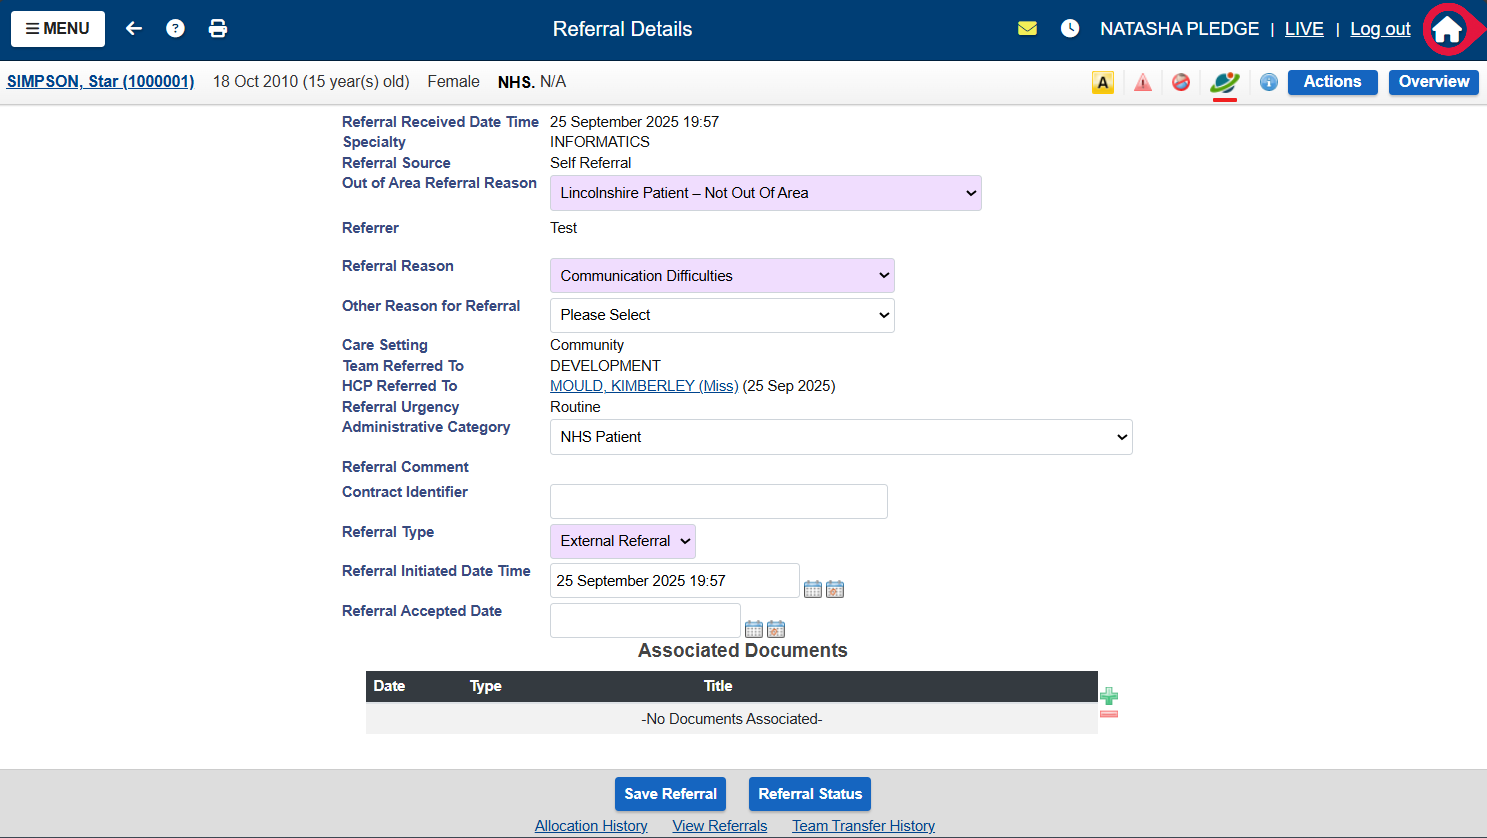 MENU ? Referral Details NATASHA PLEDGE | LIVE | Log out
SIMPSON, Star (1000001) 18 Oct 2010 (15 year(s) old) Female NHS. N/A A i Actions Overview
Referral Received Date Time 25 September 2025 19:57
Specialty INFORMATICS
Referral Source Self Referral
Out of Area Referral Reason Lincolnshire Patient – Not Out Of Area
Referrer Test
Referral Reason Communication Difficulties
Other Reason for Referral Please Select
Care Setting Community
Team Referred To DEVELOPMENT
HCP Referred To MOULD, KIMBERLEY (Miss) (25 Sep 2025)
Referral Urgency Routine
Administrative Category NHS Patient
Referral Comment
Contract Identifier
Referral Type External Referral
Referral Initiated Date Time 25 September 2025 19:57
Referral Accepted Date
Associated Documents
Date Type Title
-No Documents Associated-
Save Referral Referral Status
Allocation History View Referrals Team Transfer History